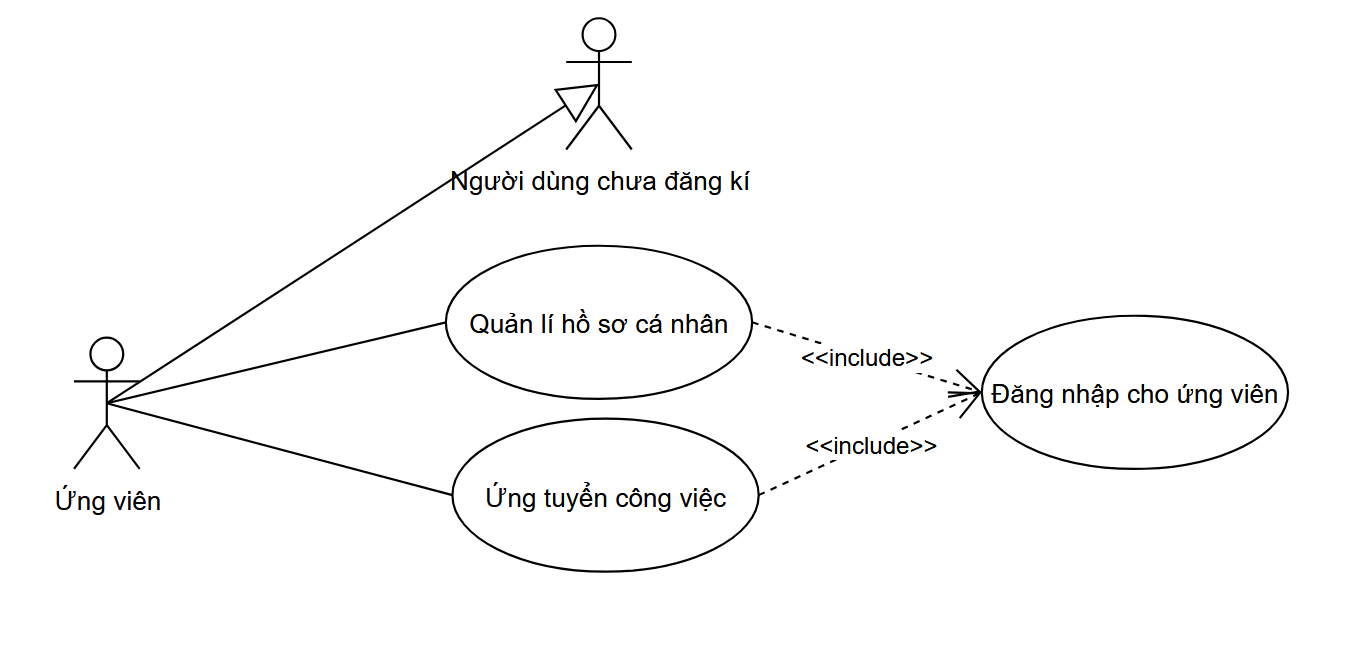 Người dùng chưa đăng kí
Quản lí hồ sơ cá nhân
<<include>>
Đăng nhập cho ứng viên
<<include>>
Ứng tuyển công việc
Ứng viên